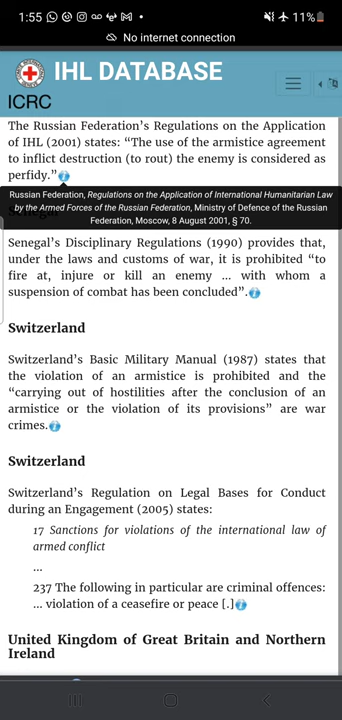 1:55
11%
No internet connection
IHL DATABASE
ICRC
The Russian Federation's Regulations on the Application
of IHL (2001) states: “The use of the armistice agreement
to inflict destruction (to rout) the enemy is considered as
perfidy.”
Russian Federation, Regulations on the Application of International Humanitarian Law
by the Armed Forces of the Russian Federation, Ministry of Defence of the Russian
Federation, Moscow, 8 August 2001, § 70.
Senegal's Disciplinary Regulations (1990) provides that,
under the laws and customs of war, it is prohibited “to
fire at, injure or kill an enemy … with whom a
suspension of combat has been concluded”.
Switzerland
Switzerland's Basic Military Manual (1987) states that
the violation of an armistice is prohibited and the
“carrying out of hostilities after the conclusion of an
armistice or the violation of its provisions” are war
crimes.
Switzerland
Switzerland's Regulation on Legal Bases for Conduct
during an Engagement (2005) states:
17 Sanctions for violations of the international law of
armed conflict
...
237 The following in particular are criminal offences:
... violation of a ceasefire or peace [.]
United Kingdom of Great Britain and Northern
Ireland